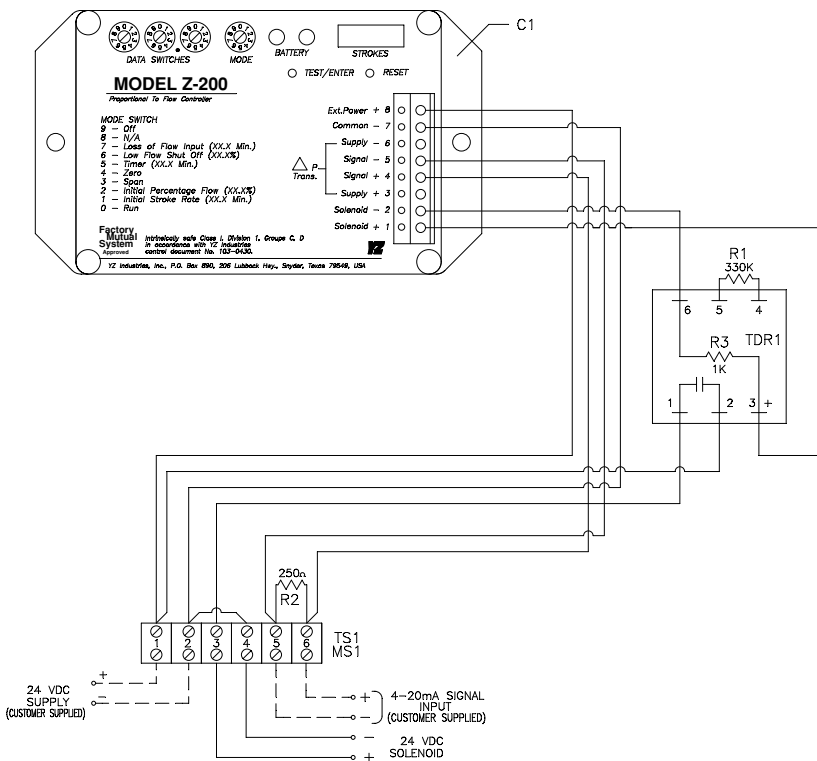 C1
DATA SWITCHES
MODE
BATTERY
STROKES
TEST/ENTER
RESET
MODEL Z-200
Proportional To Flow Controller
MODE SWITCH
9 - Off
8 - N/A
7 - Loss of Flow Input (XX.X Min.)
6 - Low Flow Shut Off (XX.X%)
5 - Timer (XX.X Min.)
4 - Zero
3 - Span
2 - Initial Percentage Flow (XX.X%)
1 - Initial Stroke Rate (XX.X Min.)
0 - Run
Ext.Power + 8
Common - 7
Supply - 6
Signal - 5
Signal + 4
Supply + 3
Solenoid - 2
Solenoid + 1
P
Trans.
Factory
Mutual
System
Approved
Intrinsically safe Class I, Division 1, Groups C, D
in accordance with YZ Industries
control document No. 103-0430.
YZ
YZ Industries, Inc., P.O. Box 890, 206 Lubbock Hwy., Snyder, Texas 79549, USA
R1
330K
6 5 4
TDR1
R3
1K
1 2 3 +
250Ω
R2
1 2 3 4 5 6
TS1
MS1
24 VDC
SUPPLY
(CUSTOMER SUPPLIED)
+
-
+
-
4-20mA SIGNAL
INPUT
(CUSTOMER SUPPLIED)
-
+
24 VDC
SOLENOID